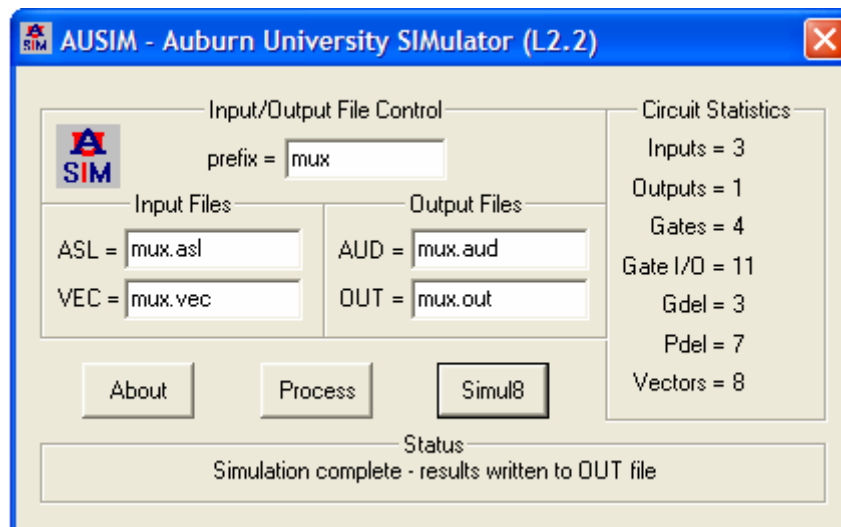 AUSIM - Auburn University SIMulator (L2.2)
Input/Output File Control
A
SIM
prefix = mux
Input Files
ASL = mux.asl
VEC = mux.vec
Output Files
AUD = mux.aud
OUT = mux.out
Circuit Statistics
Inputs = 3
Outputs = 1
Gates = 4
Gate I/O = 11
Gdel = 3
Pdel = 7
Vectors = 8
About
Process
Simul8
Status
Simulation complete - results written to OUT file